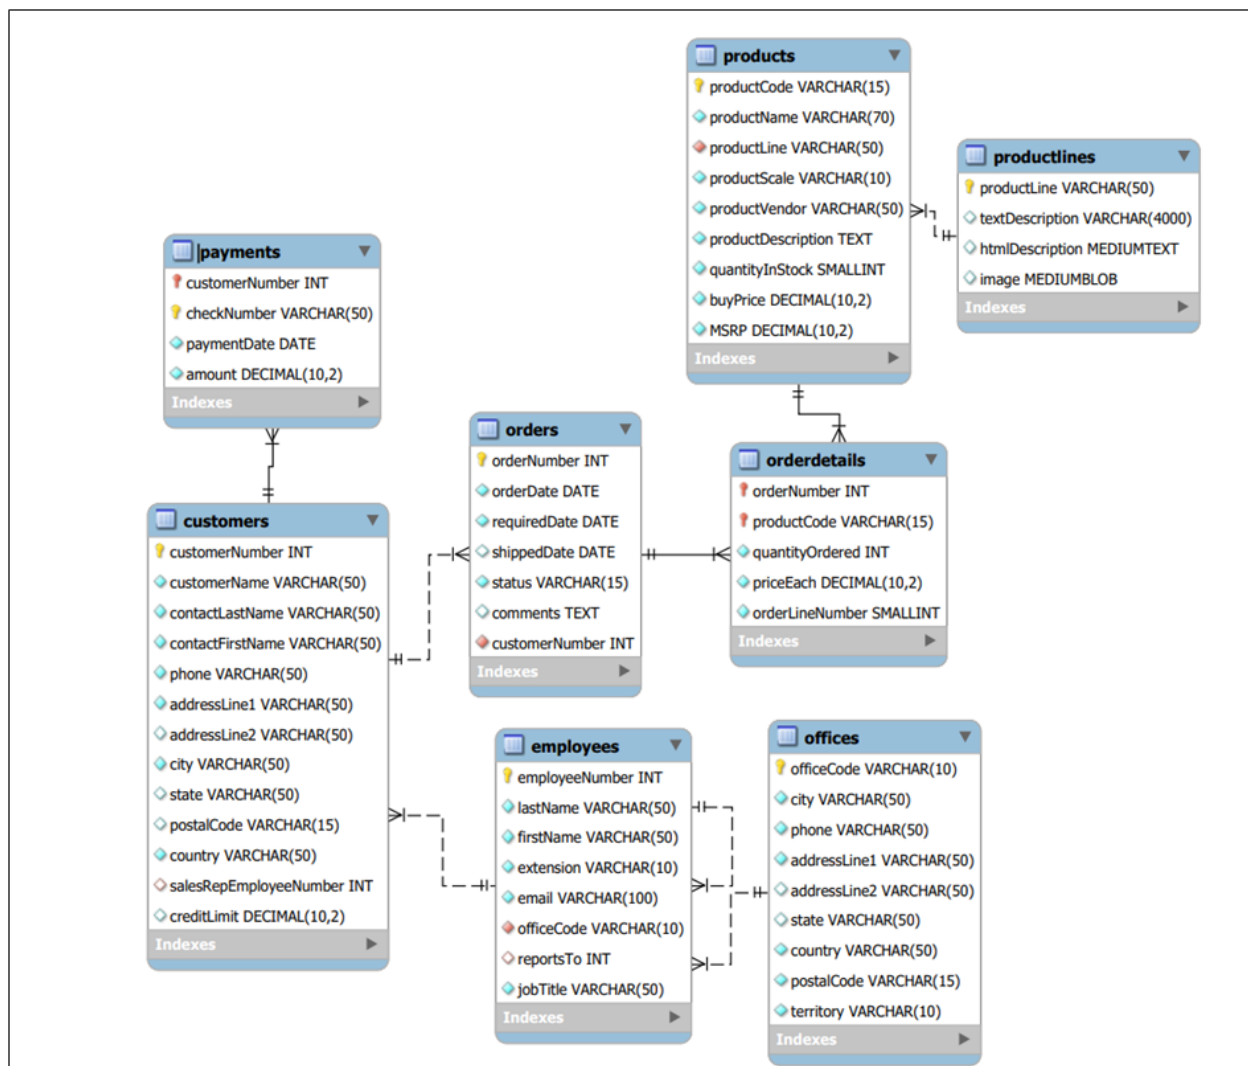 products
productCode VARCHAR(15)
productName VARCHAR(70)
productLine VARCHAR(50)
productScale VARCHAR(10)
productVendor VARCHAR(50)
productDescription TEXT
quantityInStock SMALLINT
buyPrice DECIMAL(10,2)
MSRP DECIMAL(10,2)
Indexes
productlines
productLine VARCHAR(50)
textDescription VARCHAR(4000)
htmlDescription MEDIUMTEXT
image MEDIUMBLOB
Indexes
payments
customerNumber INT
checkNumber VARCHAR(50)
paymentDate DATE
amount DECIMAL(10,2)
Indexes
orders
orderNumber INT
orderDate DATE
requiredDate DATE
shippedDate DATE
status VARCHAR(15)
comments TEXT
customerNumber INT
Indexes
orderdetails
orderNumber INT
productCode VARCHAR(15)
quantityOrdered INT
priceEach DECIMAL(10,2)
orderLineNumber SMALLINT
Indexes
customers
customerNumber INT
customerName VARCHAR(50)
contactLastName VARCHAR(50)
contactFirstName VARCHAR(50)
phone VARCHAR(50)
addressLine1 VARCHAR(50)
addressLine2 VARCHAR(50)
city VARCHAR(50)
state VARCHAR(50)
postalCode VARCHAR(15)
country VARCHAR(50)
salesRepEmployeeNumber INT
creditLimit DECIMAL(10,2)
Indexes
employees
employeeNumber INT
lastName VARCHAR(50)
firstName VARCHAR(50)
extension VARCHAR(10)
email VARCHAR(100)
officeCode VARCHAR(10)
reportsTo INT
jobTitle VARCHAR(50)
Indexes
offices
officeCode VARCHAR(10)
city VARCHAR(50)
phone VARCHAR(50)
addressLine1 VARCHAR(50)
addressLine2 VARCHAR(50)
state VARCHAR(50)
country VARCHAR(50)
postalCode VARCHAR(15)
territory VARCHAR(10)
Indexes